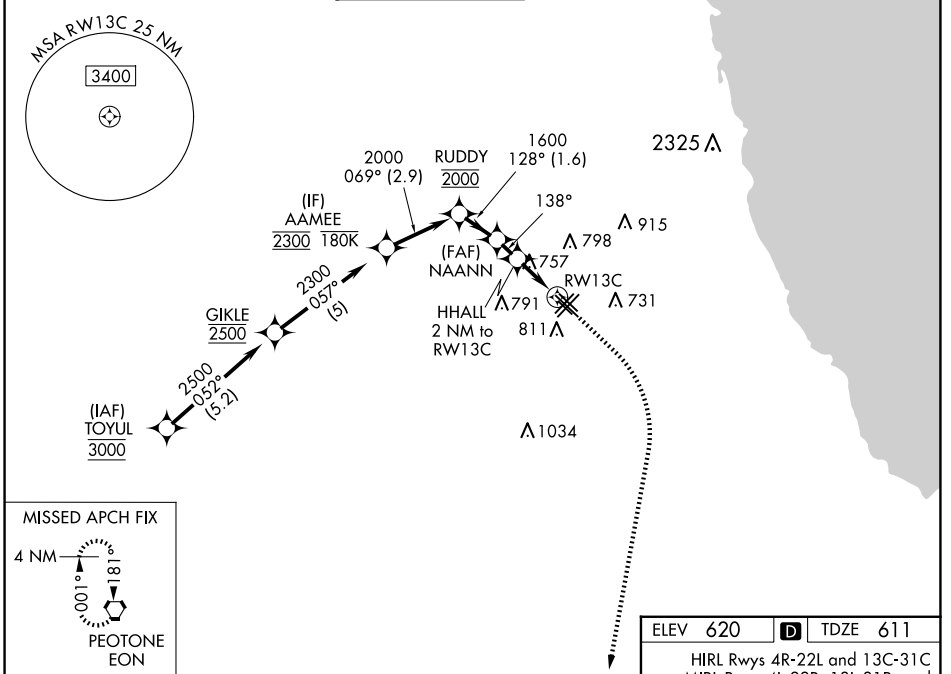 MSA RW13C 25 NM
3400
2325
1600
128° (1.6)
RUDDY
2000
2000
069° (2.9)
(IF)
AAMEE
2300 180K
138°
915
798
(FAF)
NAANN
757
RW13C
2300
057°
(5)
791
731
HHALL
2 NM to
RW13C
811
GIKLE
2500
2500
052°
(5.2)
(IAF)
TOYUL
3000
1034
MISSED APCH FIX
4 NM
001°
181°
PEOTONE
EON
ELEV 620 D TDZE 611
HIRL Rwys 4R-22L and 13C-31C